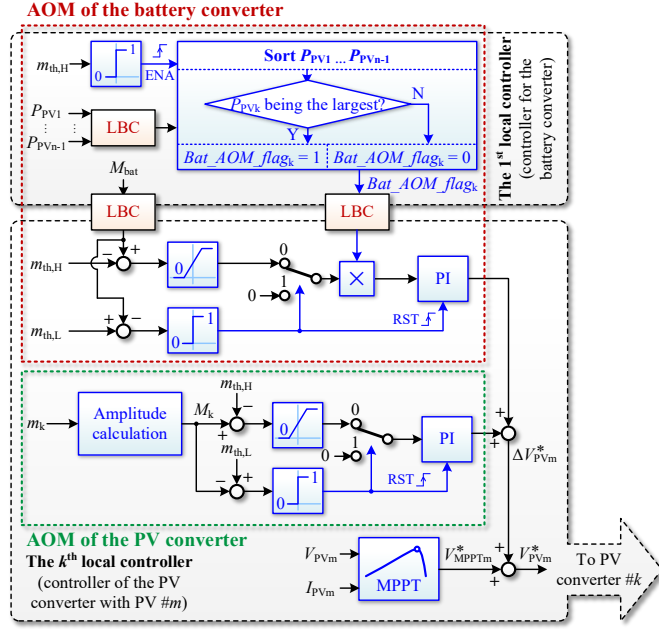 AOM of the battery converter
m_th,H
0
1
ENA
Sort P_PV1 ... P_PVn-1
P_PVk being the largest?
N
Y
Bat_AOM_flag_k = 1
Bat_AOM_flag_k = 0
P_PV1
⋮ ⋮
P_PVn-1
LBC
The 1st local controller
(controller for the
battery converter)
M_bat
Bat_AOM_flag_k
LBC
LBC
m_th,H
−
+
0
0
1
0
×
PI
RST
m_th,L
+
−
0
1
m_k
Amplitude
calculation
M_k
m_th,H
−
+
0
0
1
0
PI
RST
m_th,L
−
+
0
1
+
+
ΔV*_PVm
AOM of the PV converter
The kth local controller
(controller of the PV
converter with PV #m)
V_PVm
I_PVm
MPPT
V*_MPPTm
+
+
V*_PVm
To PV
converter #k